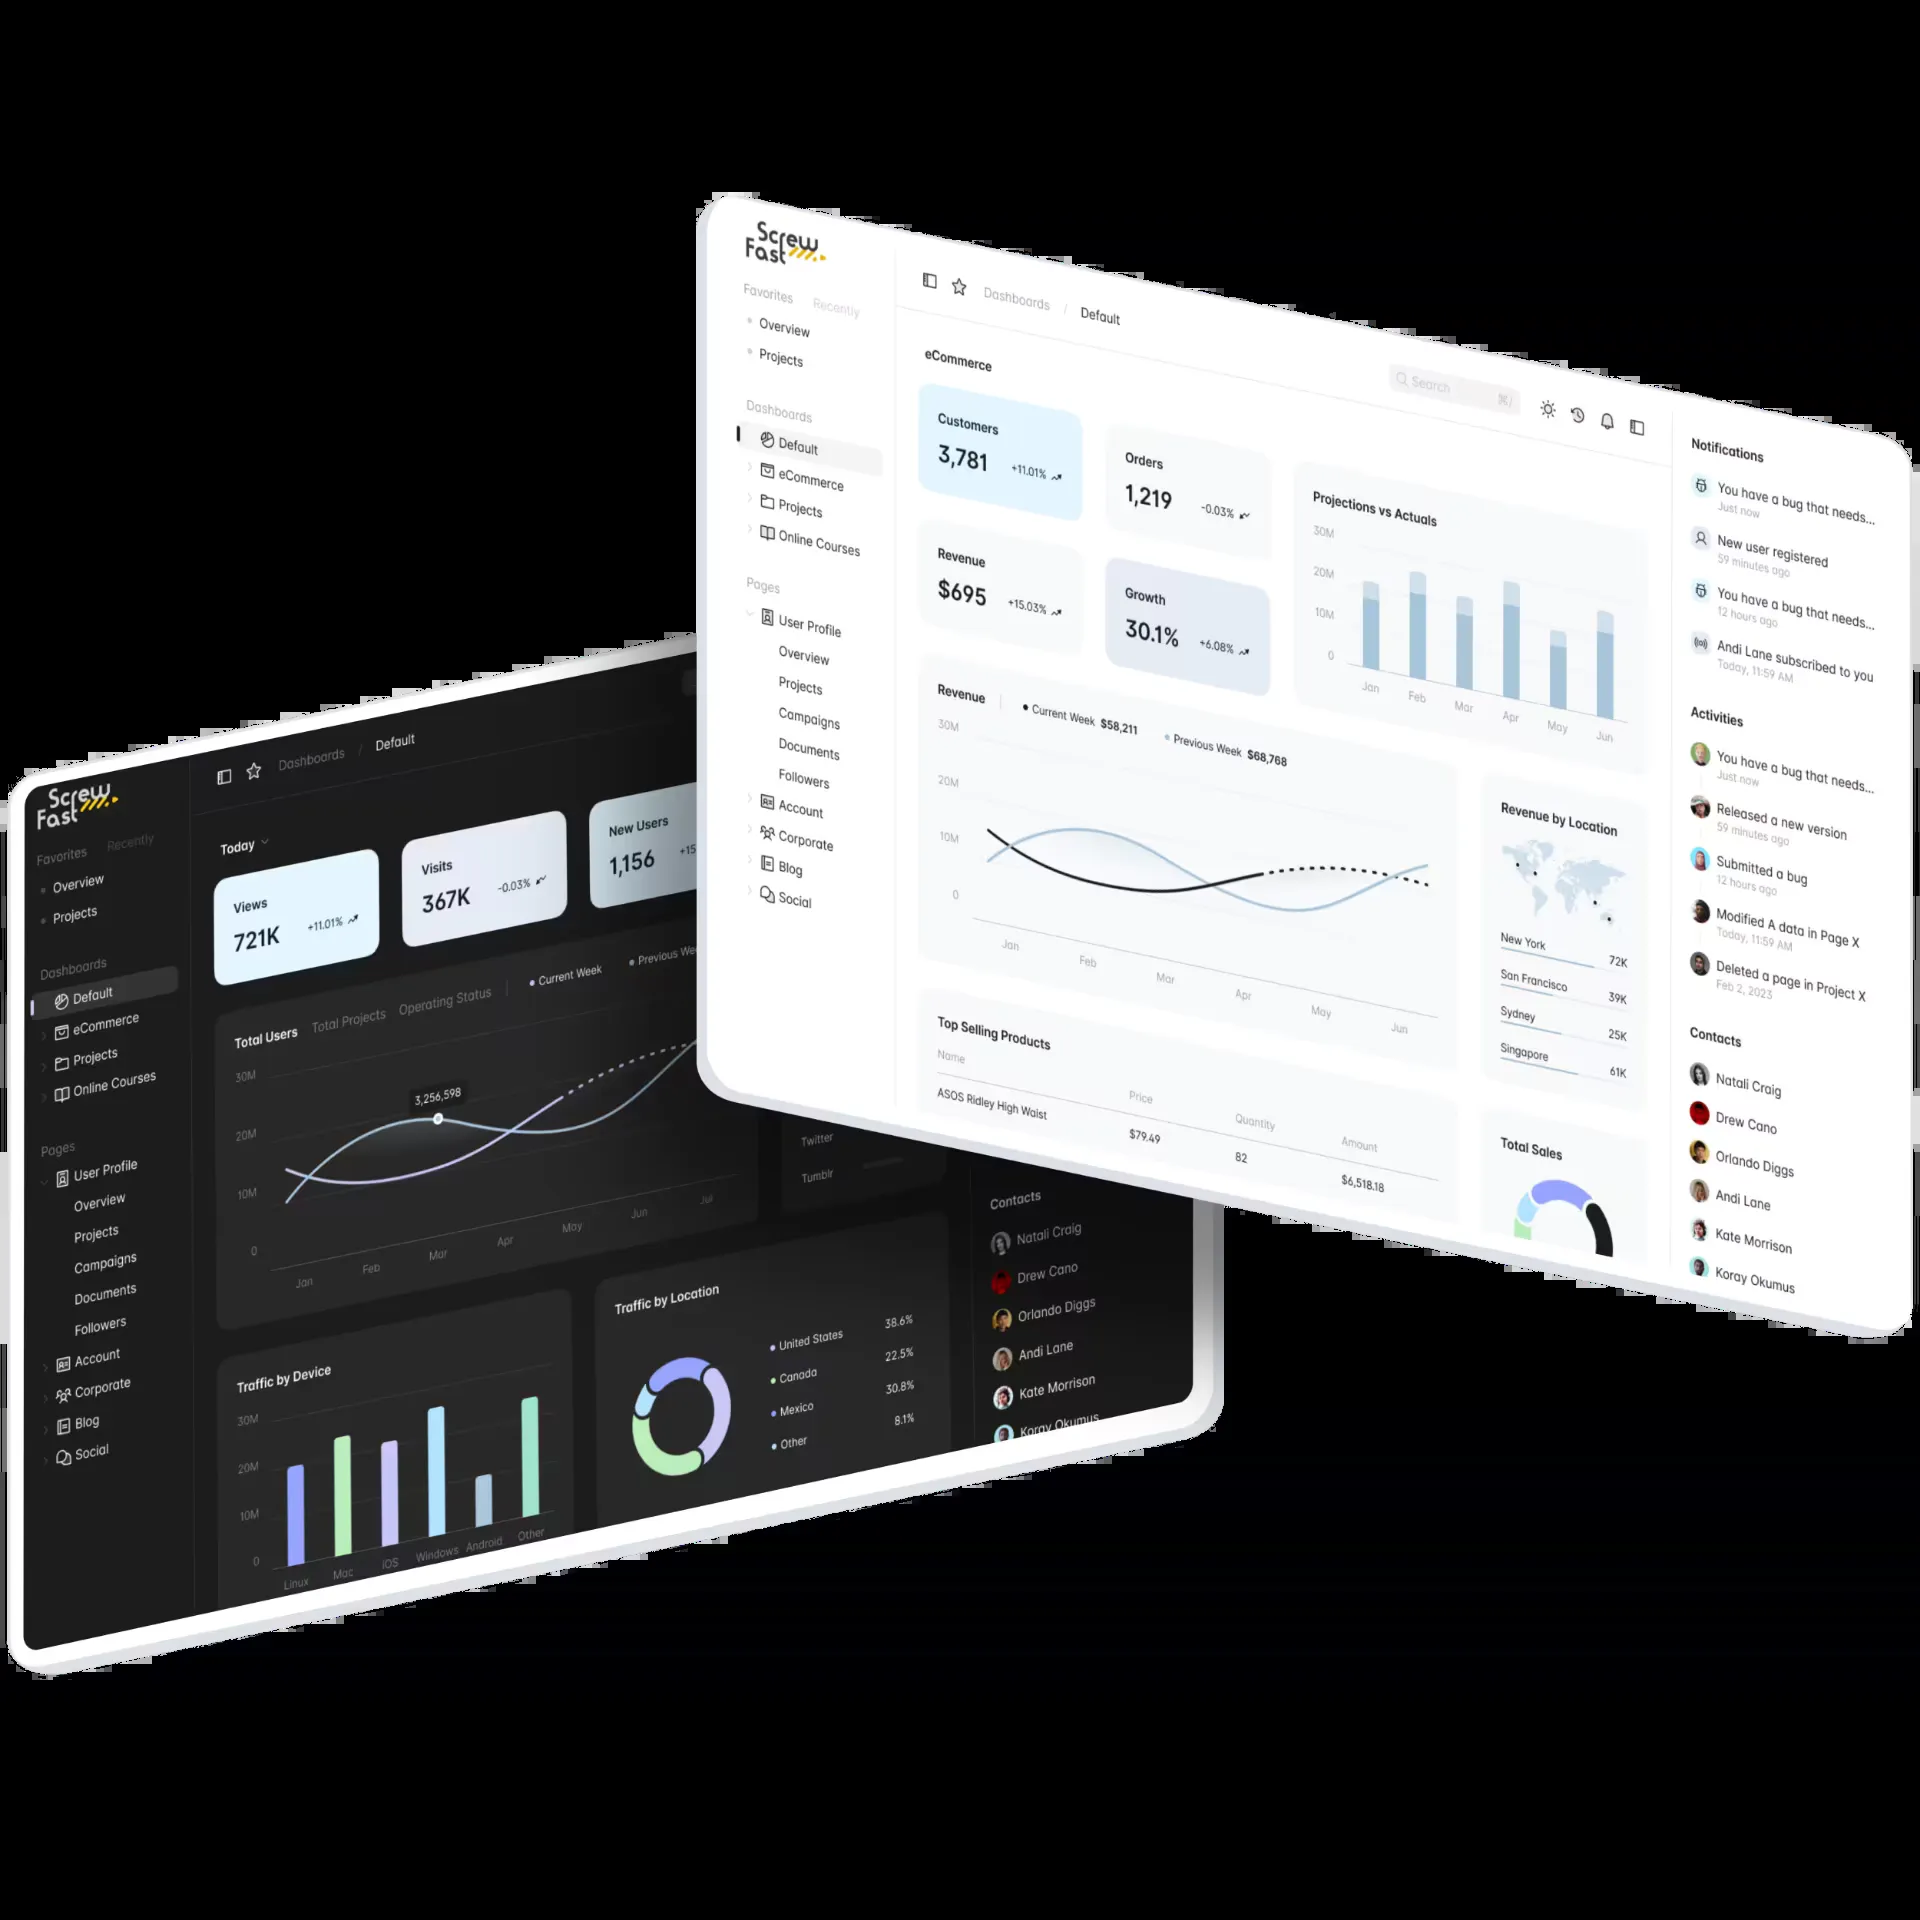 Screw
Fast
Favorites Recently
Overview
Projects
Dashboards
Default
eCommerce
Projects
Online Courses
Pages
User Profile
Overview
Projects
Campaigns
Documents
Followers
Account
Corporate
Blog
Social
Dashboards / Default
Search
eCommerce
Customers
3,781 +11.01%
Orders
1,219 -0.03%
Revenue
$695 +15.03%
Growth
30.1% +6.08%
Projections vs Actuals
30M
20M
10M
0
Jan Feb Mar Apr May Jun
Revenue Current Week $58,211 Previous Week $68,768
30M
20M
10M
0
Jan Feb Mar Apr May Jun
Revenue by Location
New York 72K
San Francisco 39K
Sydney 25K
Singapore 61K
Top Selling Products
Name Price Quantity Amount
ASOS Ridley High Waist $79.49 82 $6,518.18
Total Sales
Notifications
You have a bug that needs...
Just now
New user registered
59 minutes ago
You have a bug that needs...
12 hours ago
Andi Lane subscribed to you
Today, 11:59 AM
Activities
You have a bug that needs...
Just now
Released a new version
59 minutes ago
Submitted a bug
12 hours ago
Modified A data in Page X
Today, 11:59 AM
Deleted a page in Project X
Feb 2, 2023
Contacts
Natali Craig
Drew Cano
Orlando Diggs
Andi Lane
Kate Morrison
Koray Okumus
Screw
Fast
Favorites Recently
Overview
Projects
Dashboards
Default
eCommerce
Projects
Online Courses
Pages
User Profile
Overview
Projects
Campaigns
Documents
Followers
Account
Corporate
Blog
Social
Dashboards / Default
Today
Views
721K +11.01%
Visits
367K -0.03%
New Users
1,156 +15
Total Users Total Projects Operating Status Current Week Previous
30M
20M
10M
0
3,256,598
Jan Feb Mar Apr May Jun Jul
Twitter
Tumblr
Traffic by Device
30M
20M
10M
0
Linux Mac iOS Windows Android Other
Traffic by Location
United States 38.6%
Canada 22.5%
Mexico 30.8%
Other 8.1%
Contacts
Natali Craig
Drew Cano
Orlando Diggs
Andi Lane
Kate Morrison
Koray Okumus